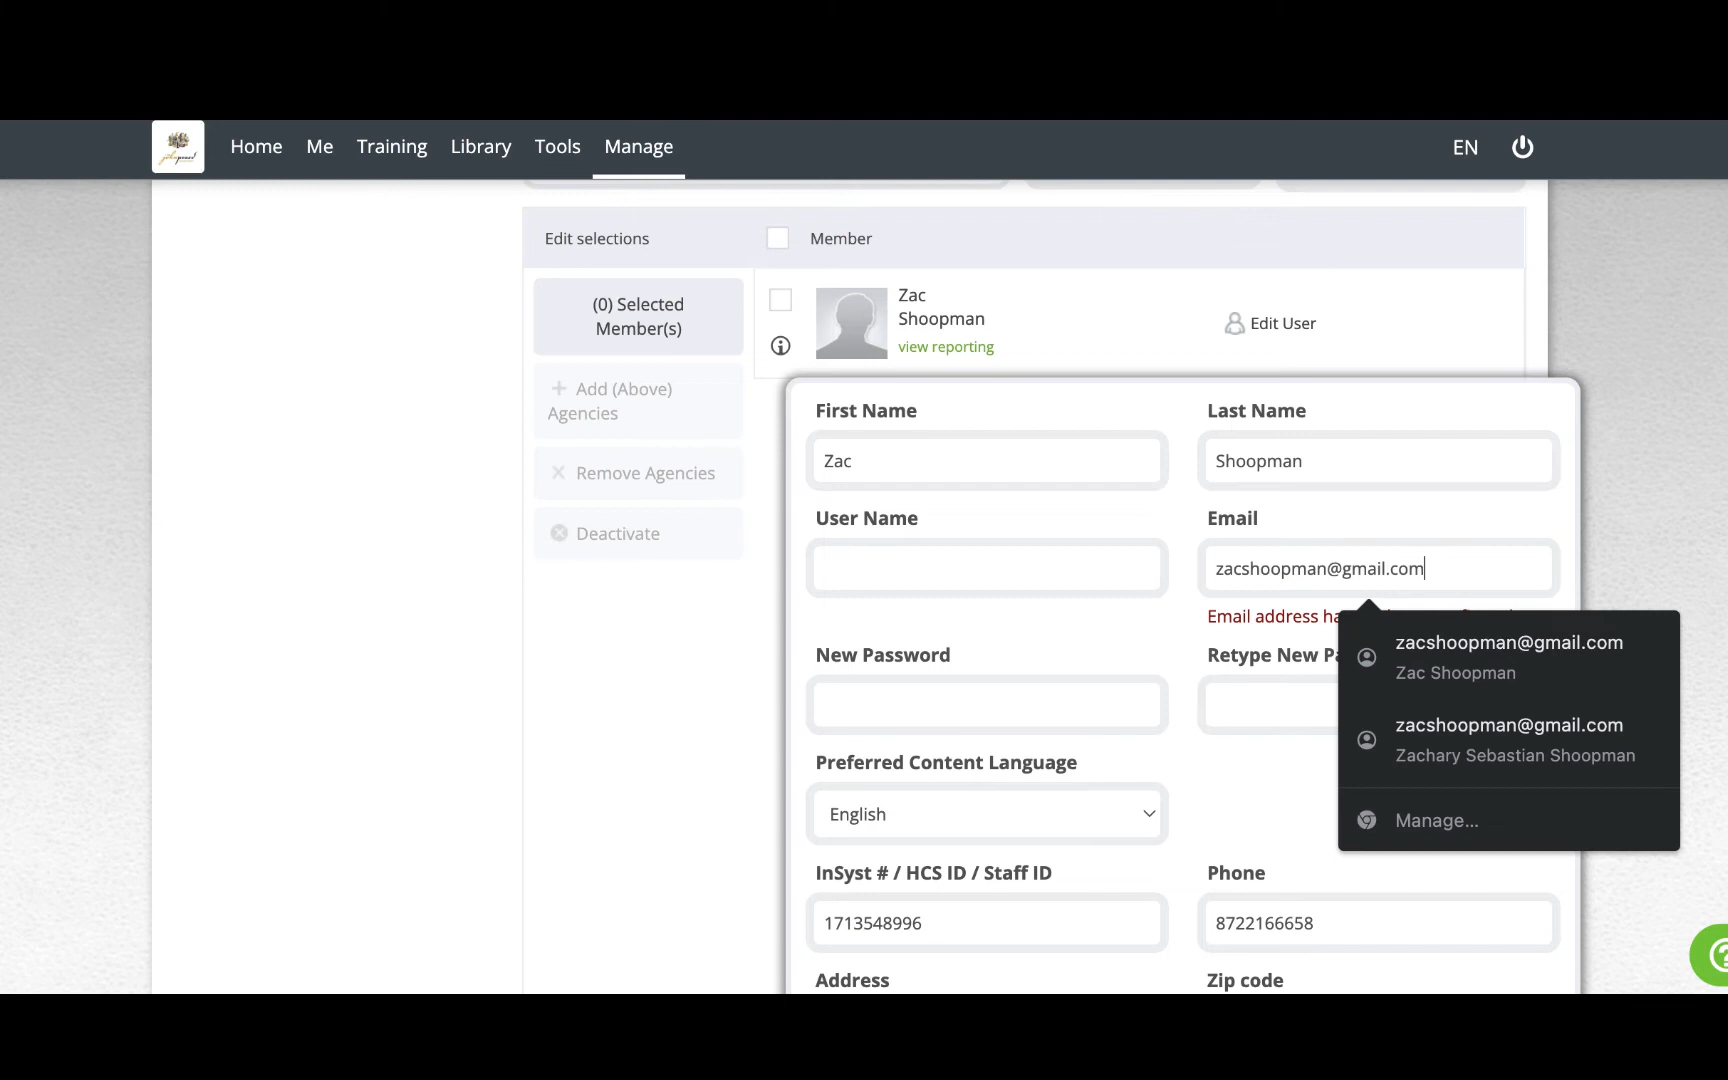 Home Me Training Library Tools Manage EN
Edit selections Member
(0) Selected
Member(s)
Zac
Shoopman
view reporting
Edit User
Add (Above)
Agencies
Remove Agencies
Deactivate
First Name Last Name
Zac Shoopman
User Name Email
zacshoopman@gmail.com
Email address
New Password Retype New
zacshoopman@gmail.com
Zac Shoopman
zacshoopman@gmail.com
Zachary Sebastian Shoopman
Manage...
Preferred Content Language
English
InSyst # / HCS ID / Staff ID Phone
1713548996 8722166658
Address Zip code